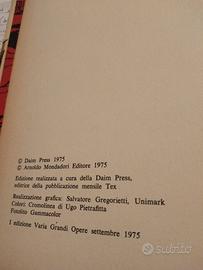 © Daim Press 1975
© Arnoldo Mondadori Editore 1975
Edizione realizzata a cura della Daim Press,
editrice della pubblicazione mensile Tex
Realizzazione grafica: Salvatore Gregorietti, Unimark
Colori: Cromolinea di Ugo Pietrafitta
Fotolito Gammacolor
I edizione Varia Grandi Opere settembre 1975
subito